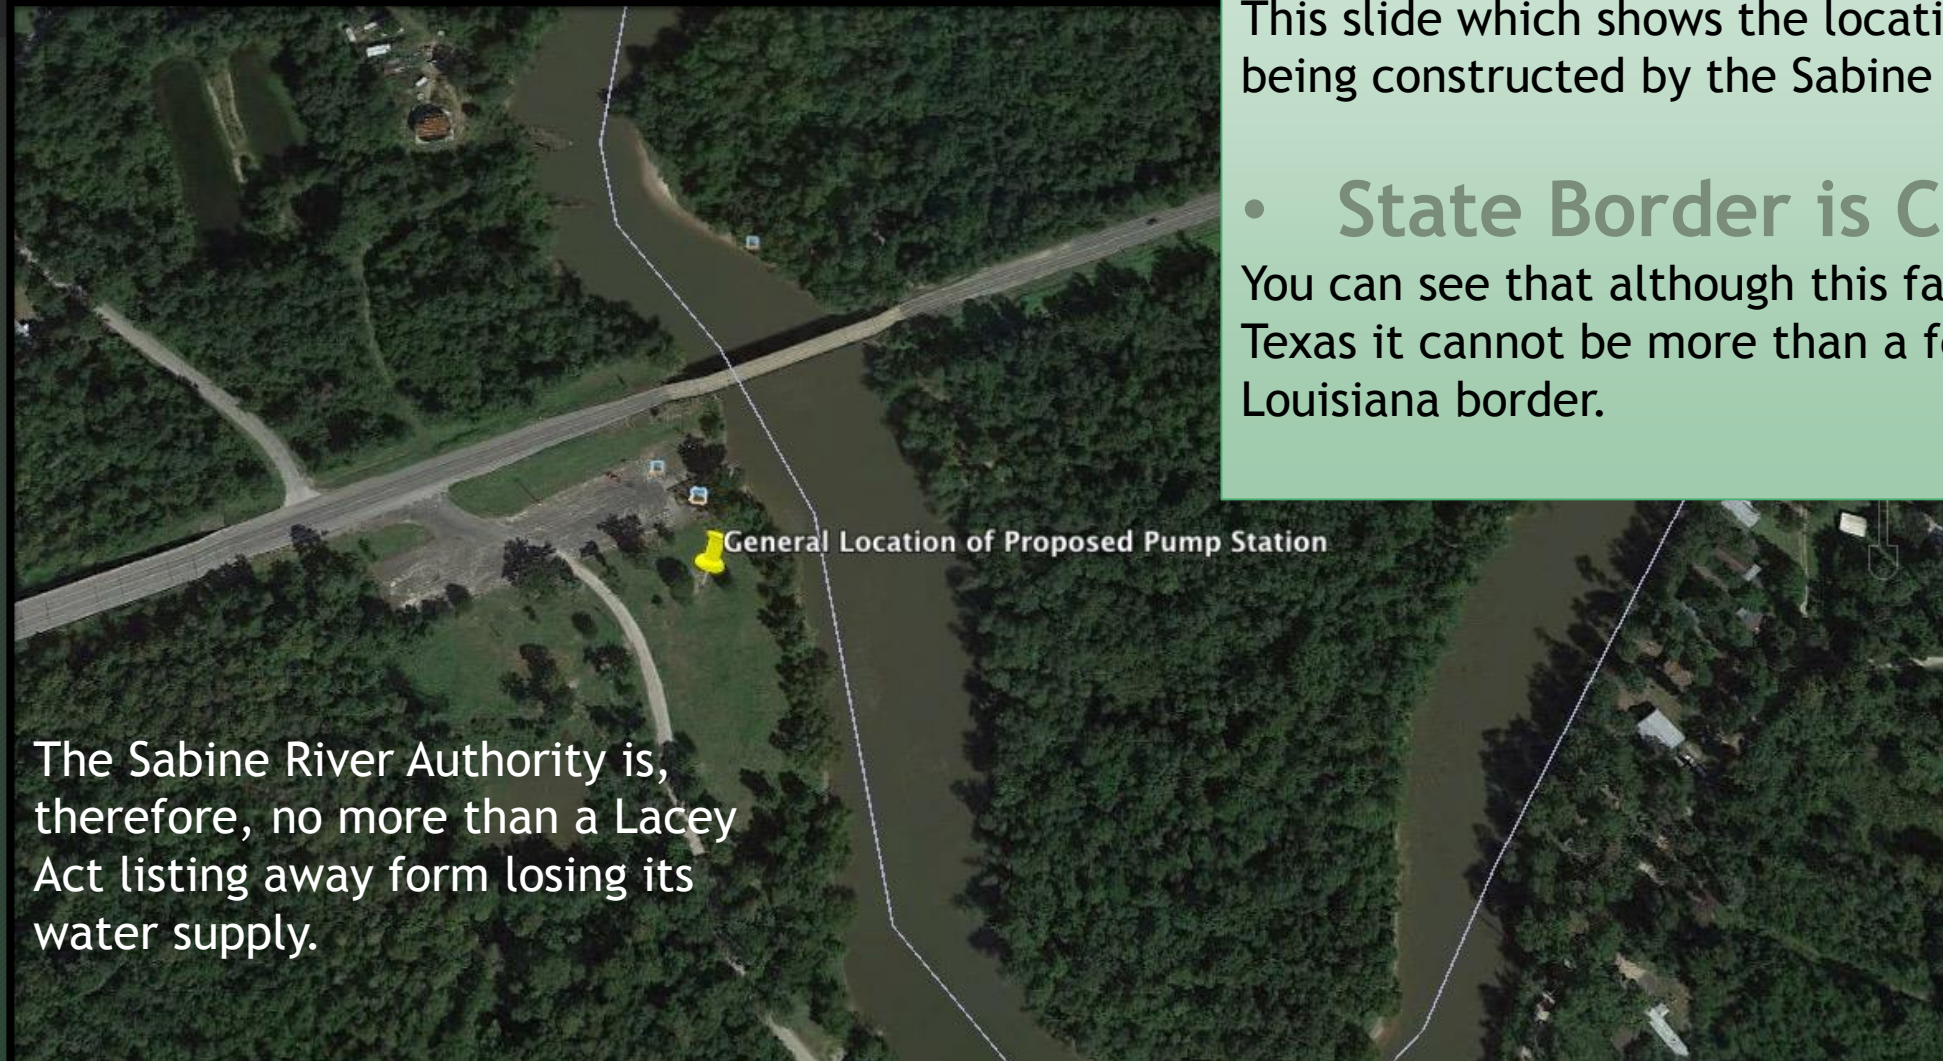 This slide which shows the locati
being constructed by the Sabine
• State Border is C
You can see that although this fa
Texas it cannot be more than a f
Louisiana border.
General Location of Proposed Pump Station
The Sabine River Authority is,
therefore, no more than a Lacey
Act listing away form losing its
water supply.